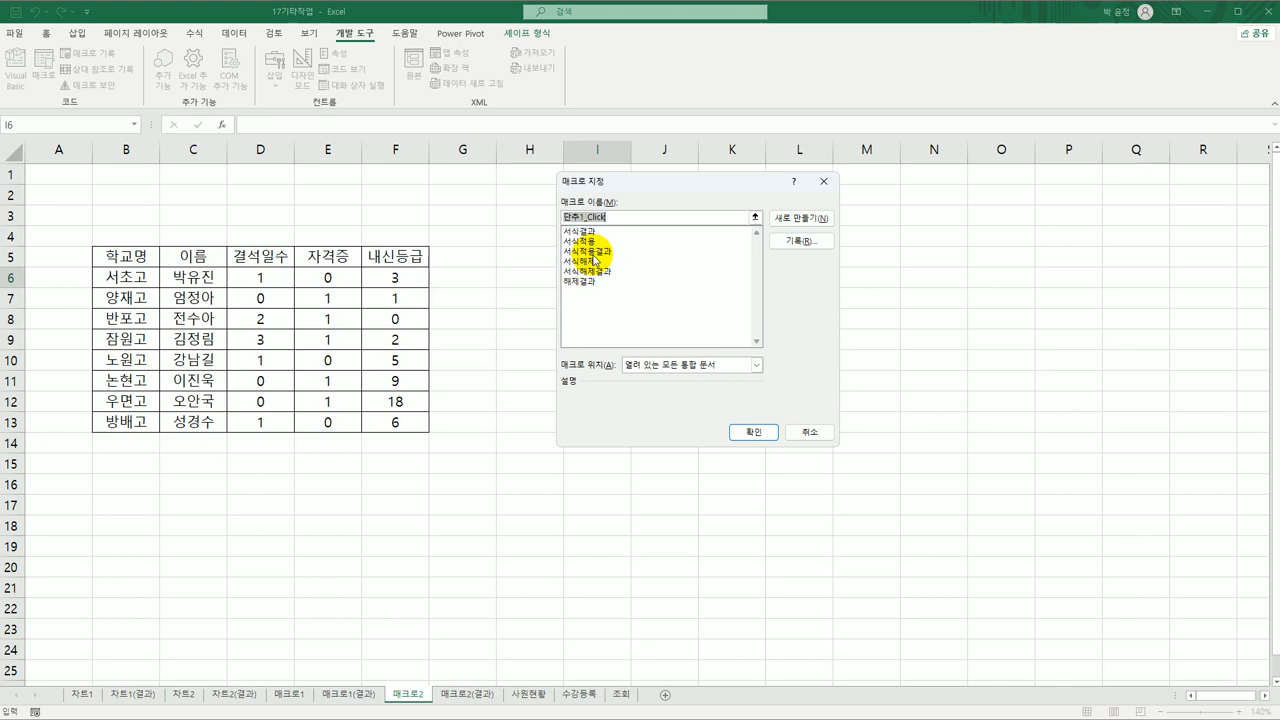 17기타작업 - Excel
검색
박 윤정
파일 홈 삽입 페이지 레이아웃 수식 데이터 검토 보기 개발 도구 도움말 Power Pivot 셰이프 형식 공유
Visual Basic
매크로
매크로 기록
상대 참조로 기록
매크로 보안
코드
추가 기능
Excel 추가 기능
COM 추가 기능
추가 기능
삽입
디자인 모드
속성
코드 보기
대화 상자 실행
컨트롤
원본
맵 속성
확장 팩
데이터 새로 고침
가져오기
내보내기
XML
I6
fx
A B C D E F G H I J K L M N O P Q R
1
2
3
4
5 학교명 이름 결석일수 자격증 내신등급
6 서초고 박유진 1 0 3
7 양재고 엄정아 0 1 1
8 반포고 전수아 2 1 0
9 잠원고 김정림 3 1 2
10 노원고 강남길 1 0 5
11 논현고 이진욱 0 1 9
12 우면고 오안국 0 1 18
13 방배고 성경수 1 0 6
14
15
16
17
18
19
20
21
22
23
24
25
매크로 지정 ?
매크로 이름(M):
단추1_Click
새로 만들기(N)
서식결과
서식적용
기록(R)...
서식적용결과
서식해제
서식해제결과
해제결과
매크로 위치(A): 열려 있는 모든 통합 문서
설명
확인 취소
차트1 차트1(결과) 차트2 차트2(결과) 매크로1 매크로1(결과) 매크로2 매크로2(결과) 사원현황 수강등록 조회
입력
140%